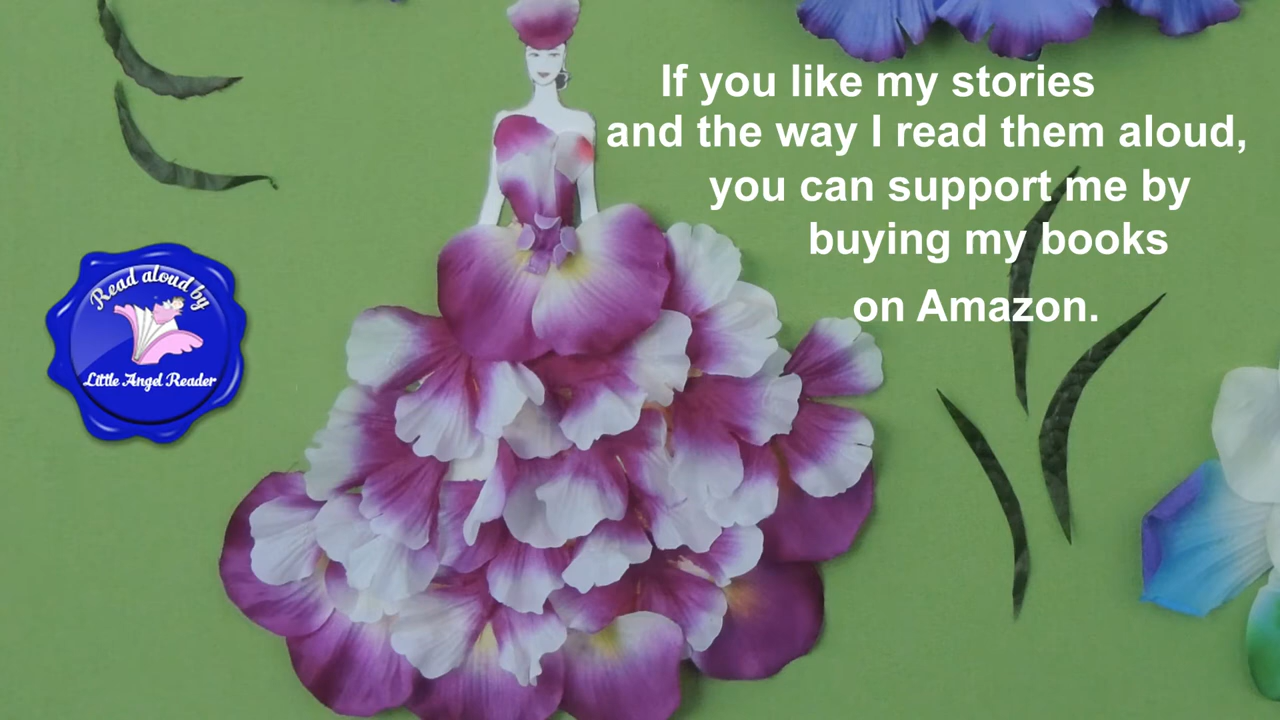 If you like my stories
and the way I read them aloud,
you can support me by
buying my books
on Amazon.
Read aloud by
Little Angel Reader